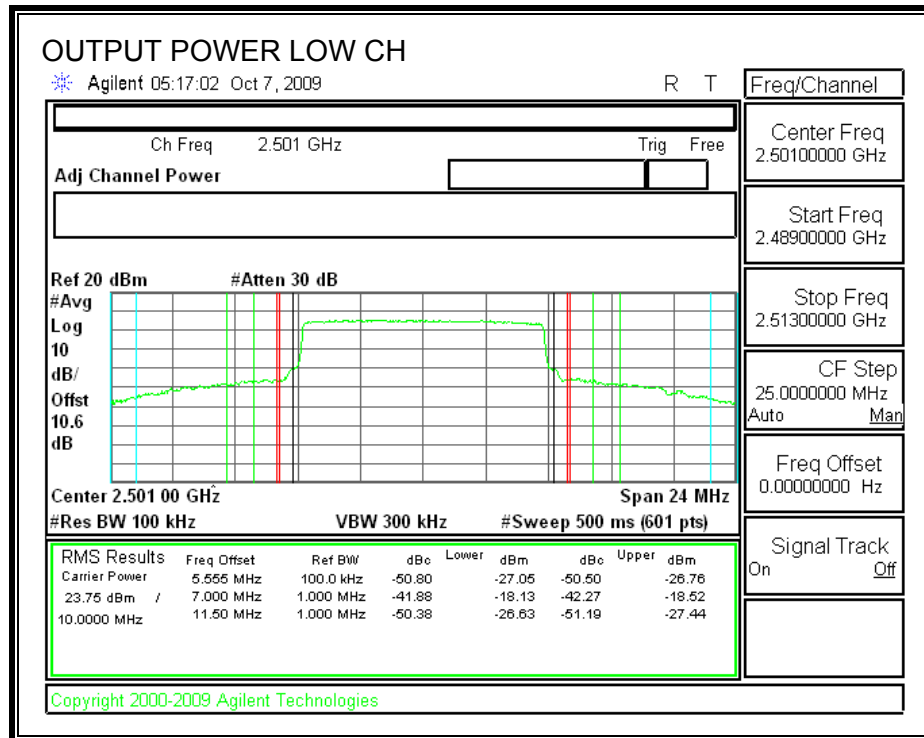 OUTPUT POWER LOW CH
Agilent 05:17:02 Oct 7, 2009 R T
Freq/Channel
Ch Freq 2.501 GHz Trig Free
Adj Channel Power
Center Freq
2.50100000 GHz
Start Freq
2.48900000 GHz
Stop Freq
2.51300000 GHz
CF Step
25.0000000 MHz
Auto Man
Freq Offset
0.00000000 Hz
Signal Track
On Off
Ref 20 dBm #Atten 30 dB
#Avg
Log
10
dB/
Offst
10.6
dB
Center 2.501 00 GHz Span 24 MHz
#Res BW 100 kHz VBW 300 kHz #Sweep 500 ms (601 pts)
RMS Results Freq Offset Ref BW dBc Lower dBm dBc Upper dBm
Carrier Power 5.555 MHz 100.0 kHz -50.80 -27.05 -50.50 -26.76
23.75 dBm / 7.000 MHz 1.000 MHz -41.88 -18.13 -42.27 -18.52
10.0000 MHz 11.50 MHz 1.000 MHz -50.38 -26.63 -51.19 -27.44
Copyright 2000-2009 Agilent Technologies